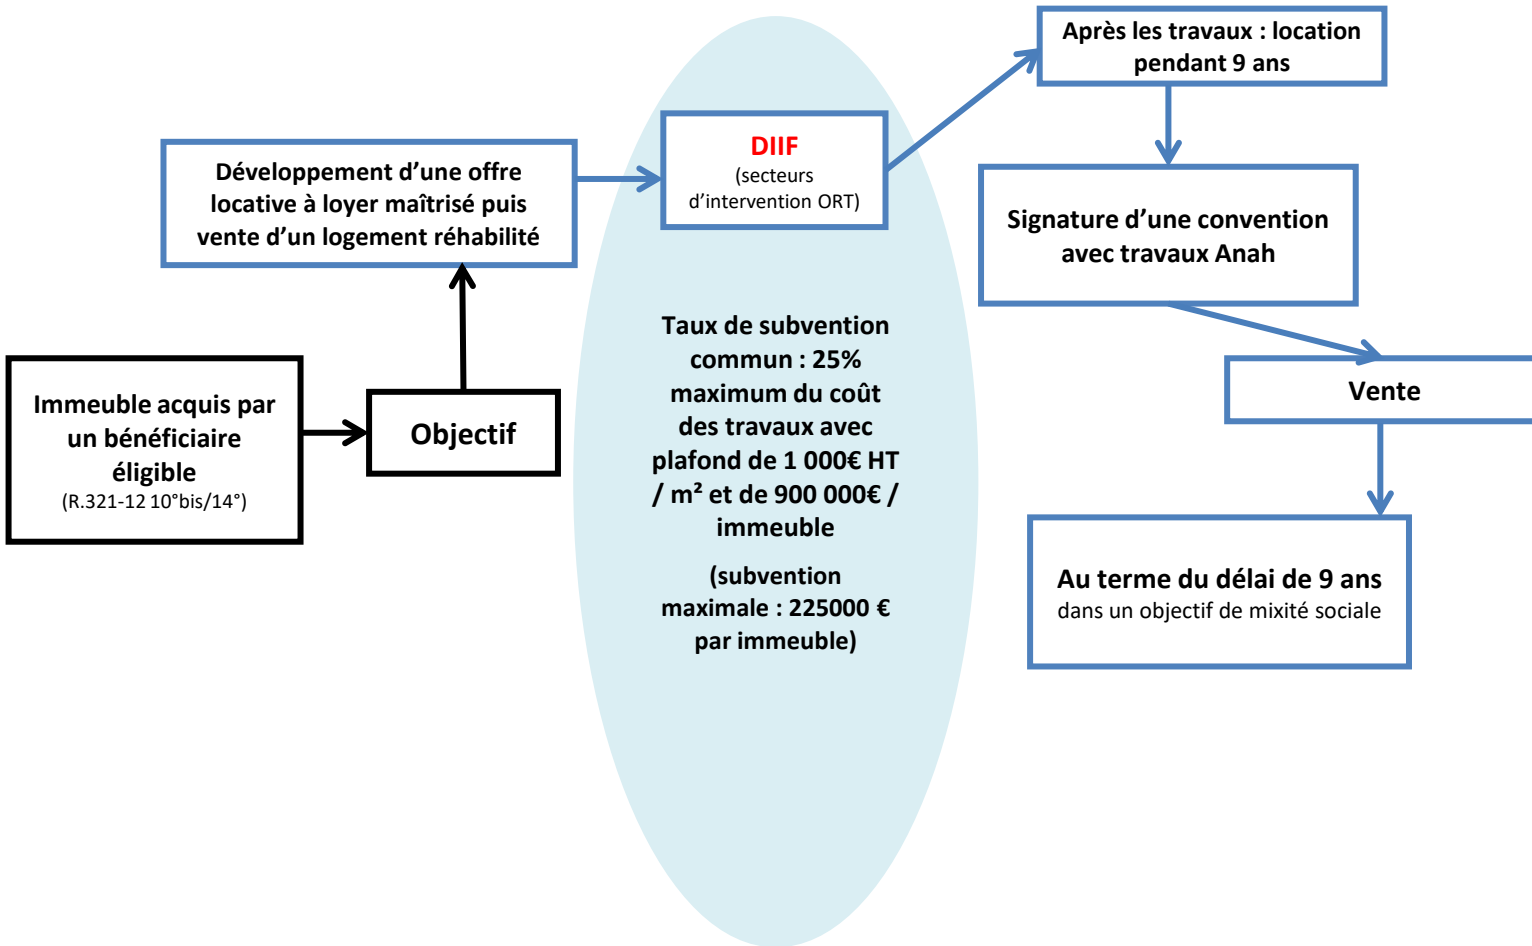 Immeuble acquis par
un bénéficiaire
éligible
(R.321-12 10°bis/14°)
Objectif
Développement d’une offre
locative à loyer maîtrisé puis
vente d’un logement réhabilité
DIIF
(secteurs
d’intervention ORT)
Taux de subvention
commun : 25%
maximum du coût
des travaux avec
plafond de 1 000€ HT
/ m² et de 900 000€ /
immeuble
(subvention
maximale : 225000 €
par immeuble)
Après les travaux : location
pendant 9 ans
Signature d’une convention
avec travaux Anah
Vente
Au terme du délai de 9 ans
dans un objectif de mixité sociale